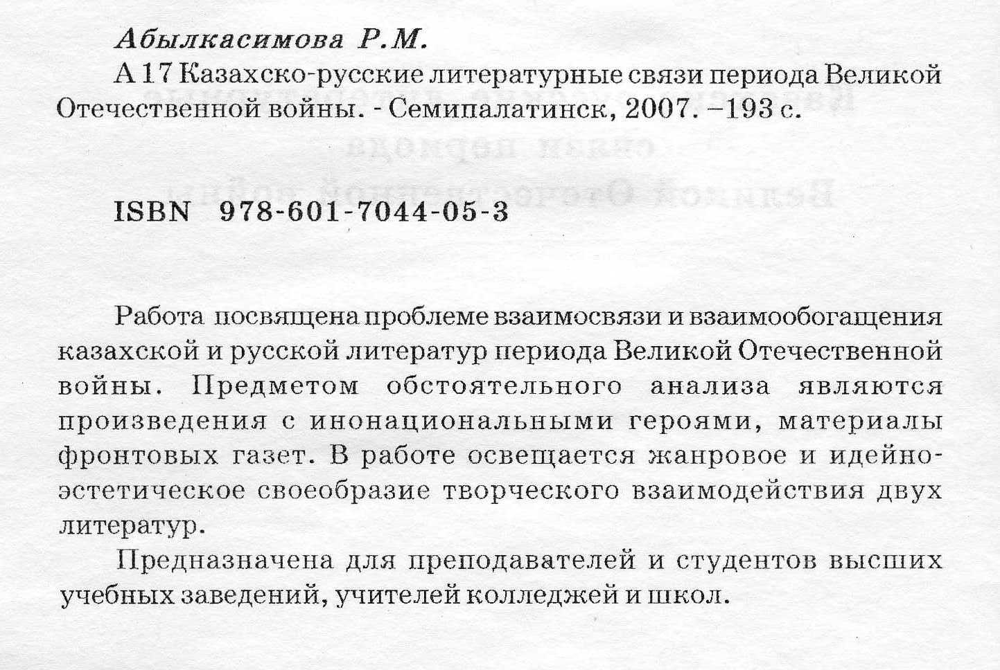 Абылкасимова Р.М.
А 17 Казахско-русские литературные связи периода Великой
Отечественной войны. - Семипалатинск, 2007. –193 с.
ISBN 978-601-7044-05-3
Работа посвящена проблеме взаимосвязи и взаимообогащения
казахской и русской литератур периода Великой Отечественной
войны. Предметом обстоятельного анализа являются
произведения с инонациональными героями, материалы
фронтовых газет. В работе освещается жанровое и идейно-
эстетическое своеобразие творческого взаимодействия двух
литератур.
Предназначена для преподавателей и студентов высших
учебных заведений, учителей колледжей и школ.